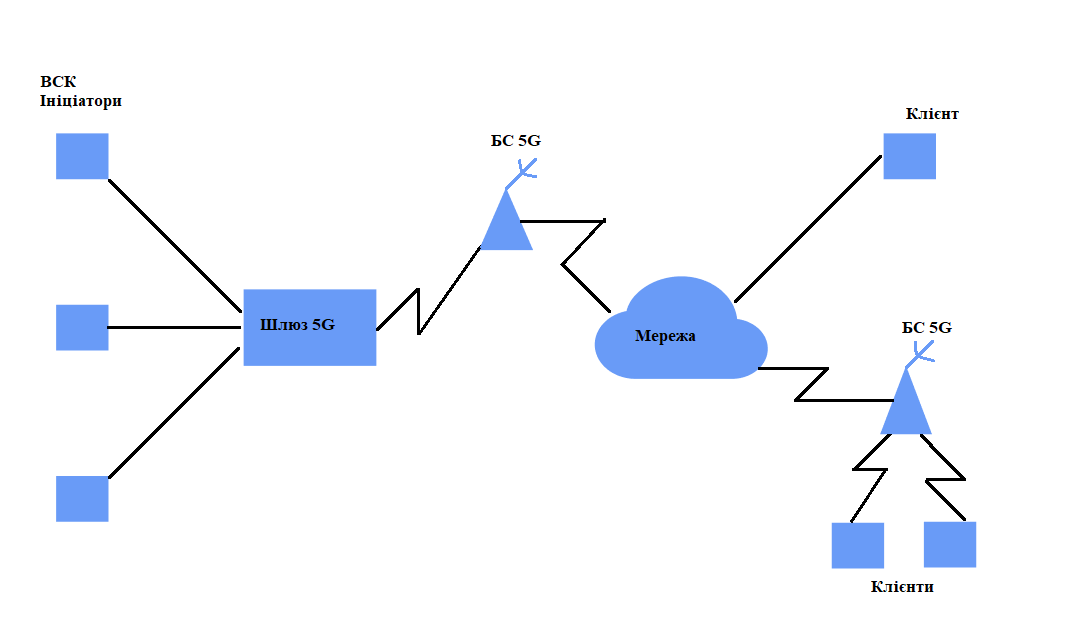 ВСК
Ініціатори
БС 5G
Клієнт
Шлюз 5G
Мережа
БС 5G
Клієнти